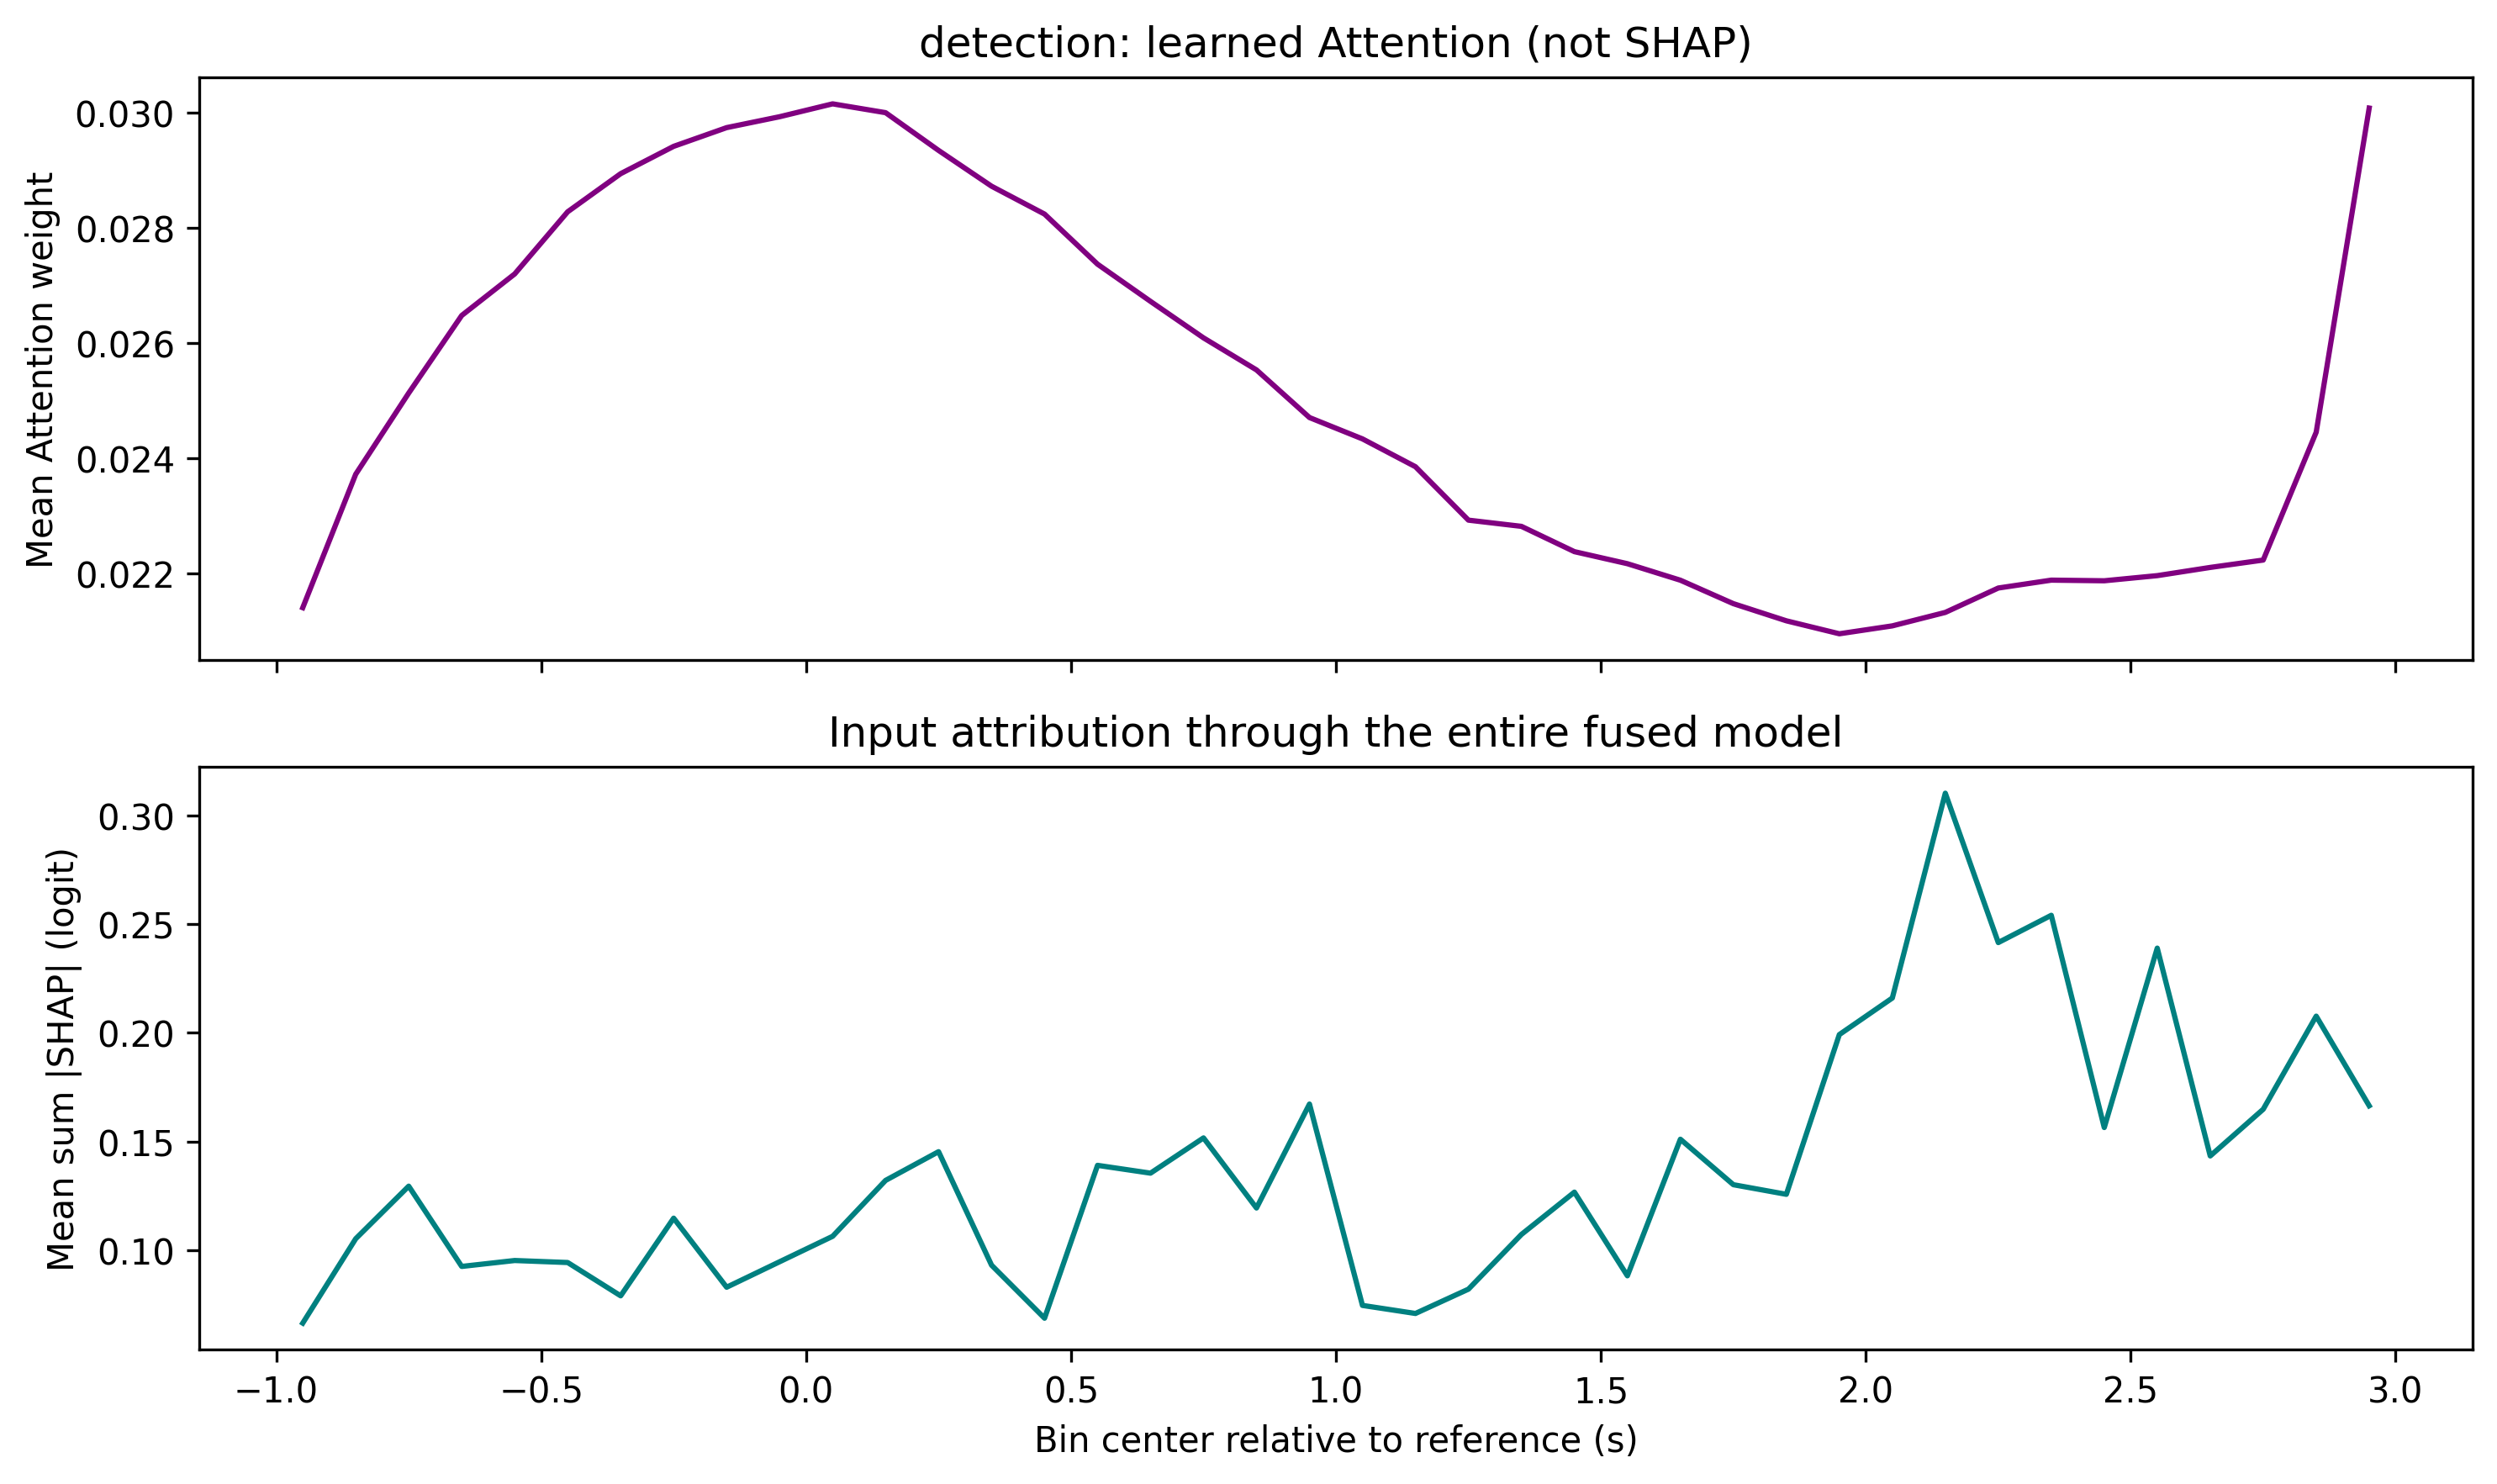 detection: learned Attention (not SHAP)
Mean Attention weight
0.030
0.028
0.026
0.024
0.022
Input attribution through the entire fused model
Mean sum |SHAP| (logit)
0.30
0.25
0.20
0.15
0.10
−1.0 −0.5 0.0 0.5 1.0 1.5 2.0 2.5 3.0
Bin center relative to reference (s)